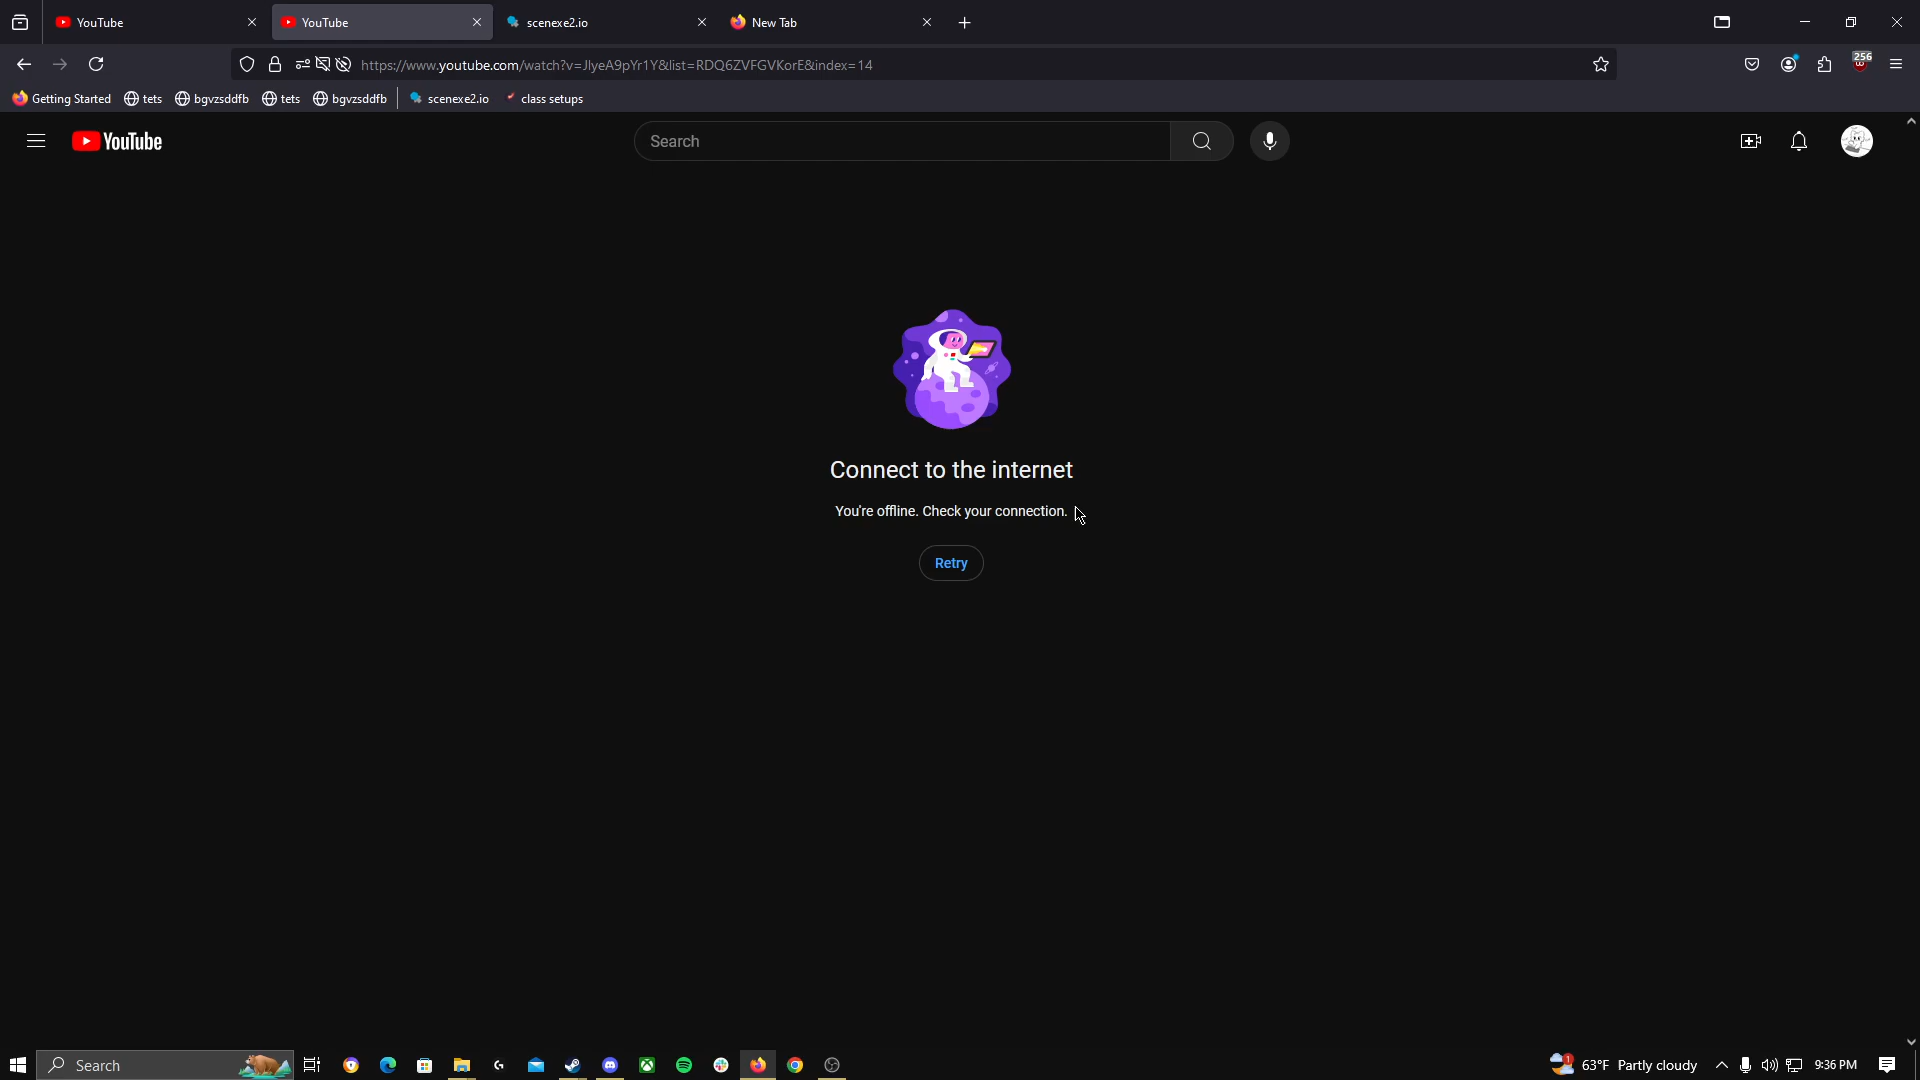 YouTube
YouTube
scenexe2.io
New Tab
https://www.youtube.com/watch?v=JlyeA9pYr1Y&list=RDQ6ZVFGVKorE&index=14
256
Getting Started
tets
bgvzsddfb
tets
bgvzsddfb
scenexe2.io
class setups
YouTube
Search
Connect to the internet
You're offline. Check your connection.
Retry
Search
1
63°F Partly cloudy
9:36 PM